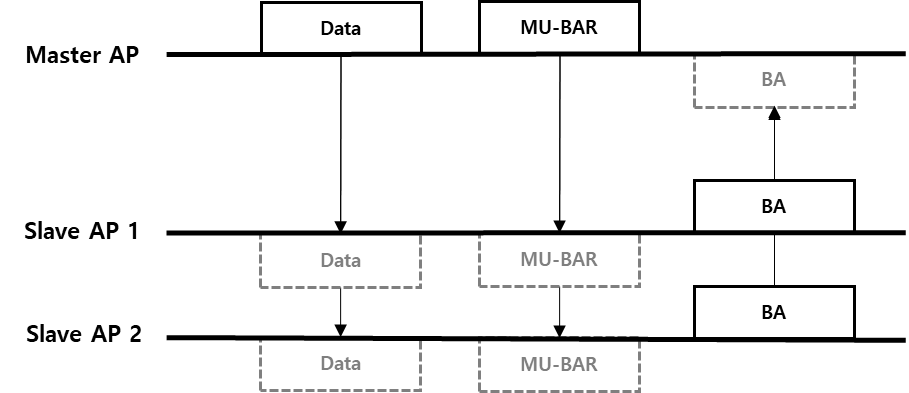 Data
MU-BAR
Master AP
BA
BA
Slave AP 1
Data
MU-BAR
BA
Slave AP 2
Data
MU-BAR